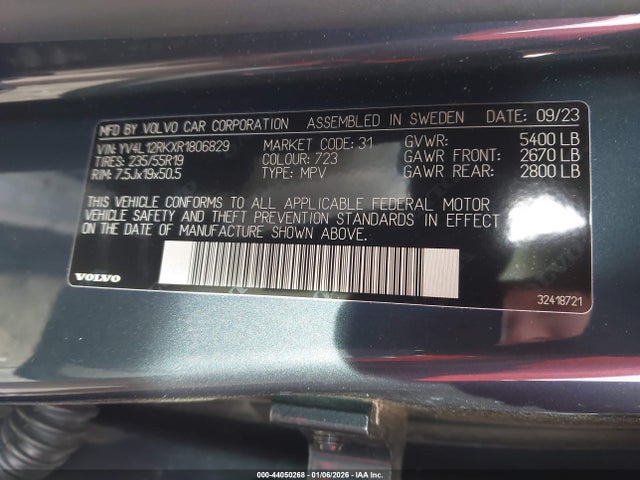 MFD BY VOLVO CAR CORPORATION ASSEMBLED IN SWEDEN DATE: 09/23
VIN: YV4L12RKXR1806829 MARKET CODE: 31 GVWR: 5400 LB
TIRES: 235/55R19 COLOUR: 723 GAWR FRONT: 2670 LB
RIM: 7.5Jx19x50.5 TYPE: MPV GAWR REAR: 2800 LB
THIS VEHICLE CONFORMS TO ALL APPLICABLE FEDERAL MOTOR
VEHICLE SAFETY AND THEFT PREVENTION STANDARDS IN EFFECT
ON THE DATE OF MANUFACTURE SHOWN ABOVE.
VOLVO
32418721
000-44050268 - 01/06/2026 - IAA Inc.